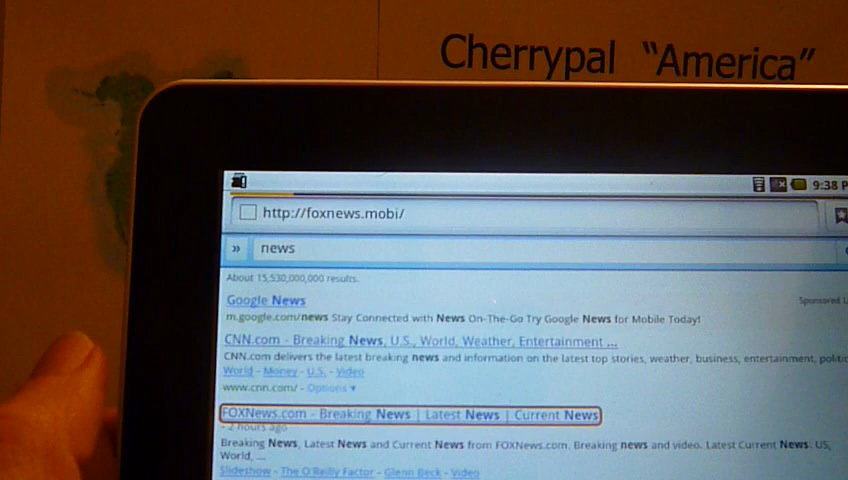 Cherrypal "America"
9:38 P
http://foxnews.mobi/
» news
About 15,530,000,000 results.
Google News
Sponsored L
m.google.com/news Stay Connected with News On-The-Go Try Google News for Mobile Today!
CNN.com - Breaking News, U.S., World, Weather, Entertainment ...
CNN.com delivers the latest breaking news and information on the latest top stories, weather, business, entertainment, politic
World - Money - U.S. - Video
www.cnn.com/ - Options ▾
FOXNews.com - Breaking News | Latest News | Current News
- 2 hours ago
Breaking News, Latest News and Current News from FOXNews.com. Breaking news and video. Latest Current News: US,
World, ...
Slideshow - The O'Reilly Factor - Glenn Beck - Video